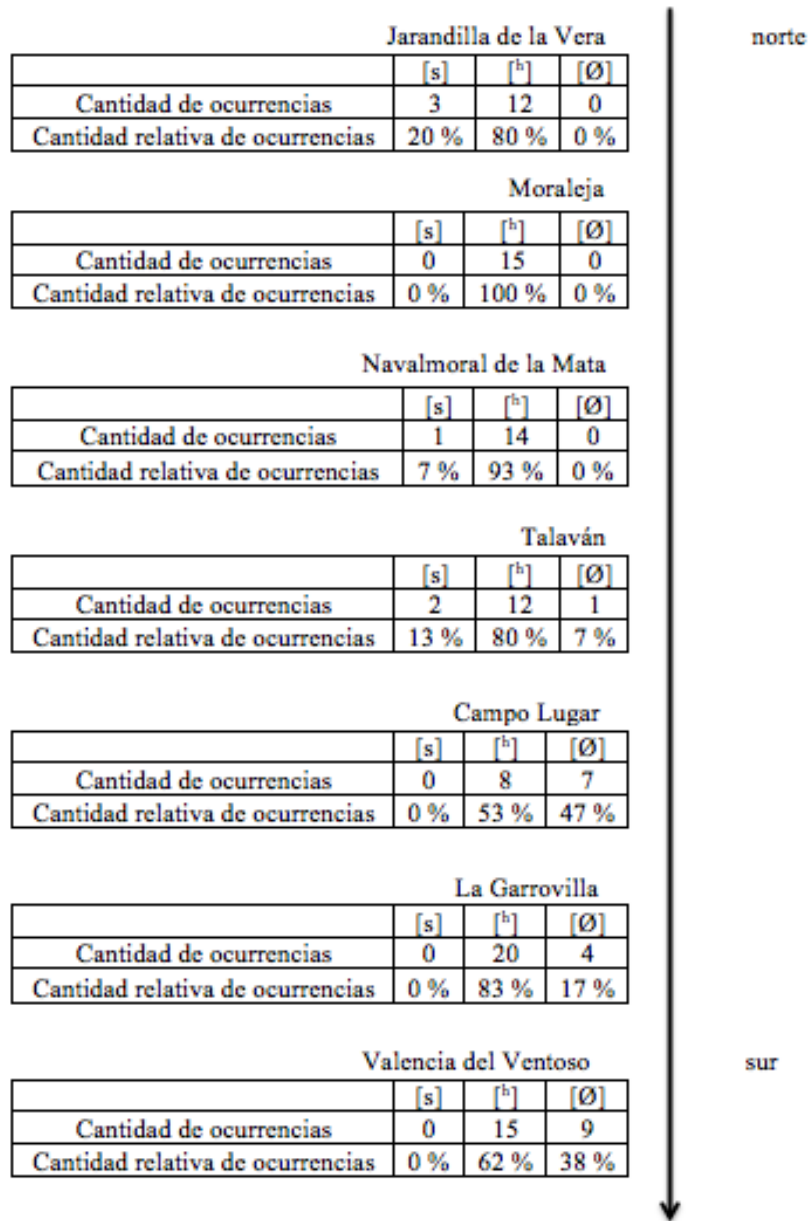 Jarandilla de la Vera norte
[s] [ʰ] [Ø]
Cantidad de ocurrencias 3 12 0
Cantidad relativa de ocurrencias 20 % 80 % 0 %
Moraleja
[s] [ʰ] [Ø]
Cantidad de ocurrencias 0 15 0
Cantidad relativa de ocurrencias 0 % 100 % 0 %
Navalmoral de la Mata
[s] [ʰ] [Ø]
Cantidad de ocurrencias 1 14 0
Cantidad relativa de ocurrencias 7 % 93 % 0 %
Talaván
[s] [ʰ] [Ø]
Cantidad de ocurrencias 2 12 1
Cantidad relativa de ocurrencias 13 % 80 % 7 %
Campo Lugar
[s] [ʰ] [Ø]
Cantidad de ocurrencias 0 8 7
Cantidad relativa de ocurrencias 0 % 53 % 47 %
La Garrovilla
[s] [ʰ] [Ø]
Cantidad de ocurrencias 0 20 4
Cantidad relativa de ocurrencias 0 % 83 % 17 %
Valencia del Ventoso sur
[s] [ʰ] [Ø]
Cantidad de ocurrencias 0 15 9
Cantidad relativa de ocurrencias 0 % 62 % 38 %